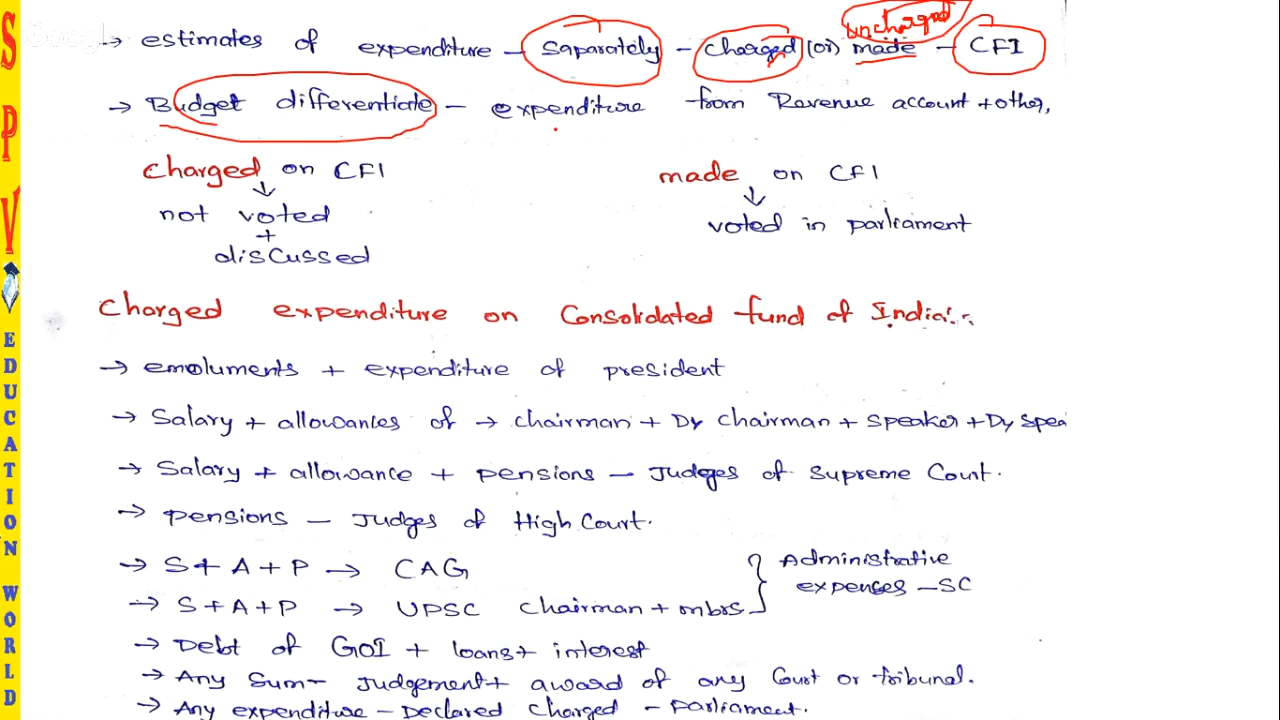 uncharged
→ estimates of expenditure – Saparately – charged (or) made – CFI
→ Budget differentiate – expenditure from Revenue account + other,
charged on CFI
↓
not voted
+
discussed
made on CFI
↓
voted in parliament
Charged expenditure on Consolidated fund of India:-
→ emoluments + expenditure of president
→ Salary + allowances of → chairman + Dy chairman + speaker + Dy spea
→ Salary + allowance + pensions – Judges of Supreme Court.
→ pensions – Judges of High Court.
→ S + A + P → CAG
→ S + A + P → UPSC chairman + mbrs
} Administrative
expenses – SC
→ Debt of GOI + loans + interest
→ Any Sum – Judgement + award of any Court or tribunal.
→ Any expenditure – Declared charged – parliament.
SPV EDUCATION WORLD